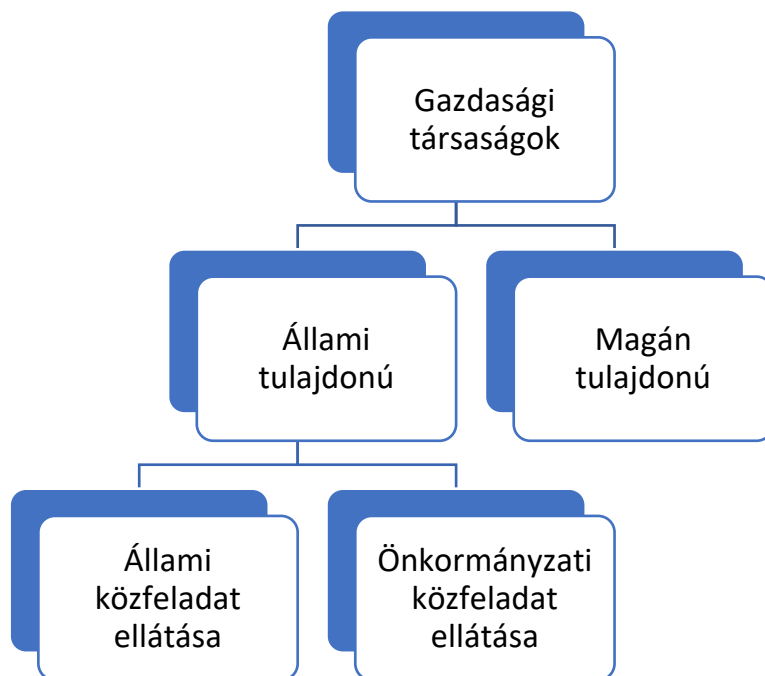 Gazdasági
társaságok
Állami
tulajdonú
Magán
tulajdonú
Állami
közfeladat
ellátása
Önkormányzati
közfeladat
ellátása